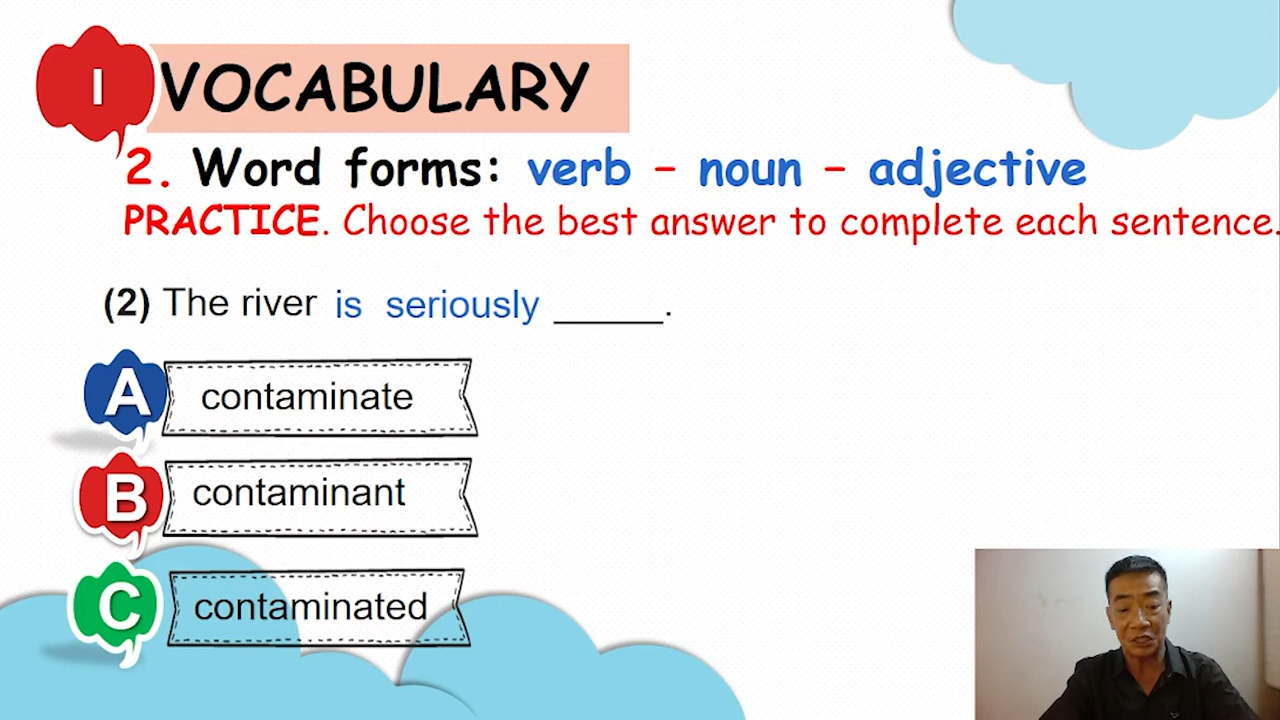 I VOCABULARY
2. Word forms: verb – noun – adjective
PRACTICE. Choose the best answer to complete each sentence.
(2) The river is seriously _____.
A contaminate
B contaminant
C contaminated